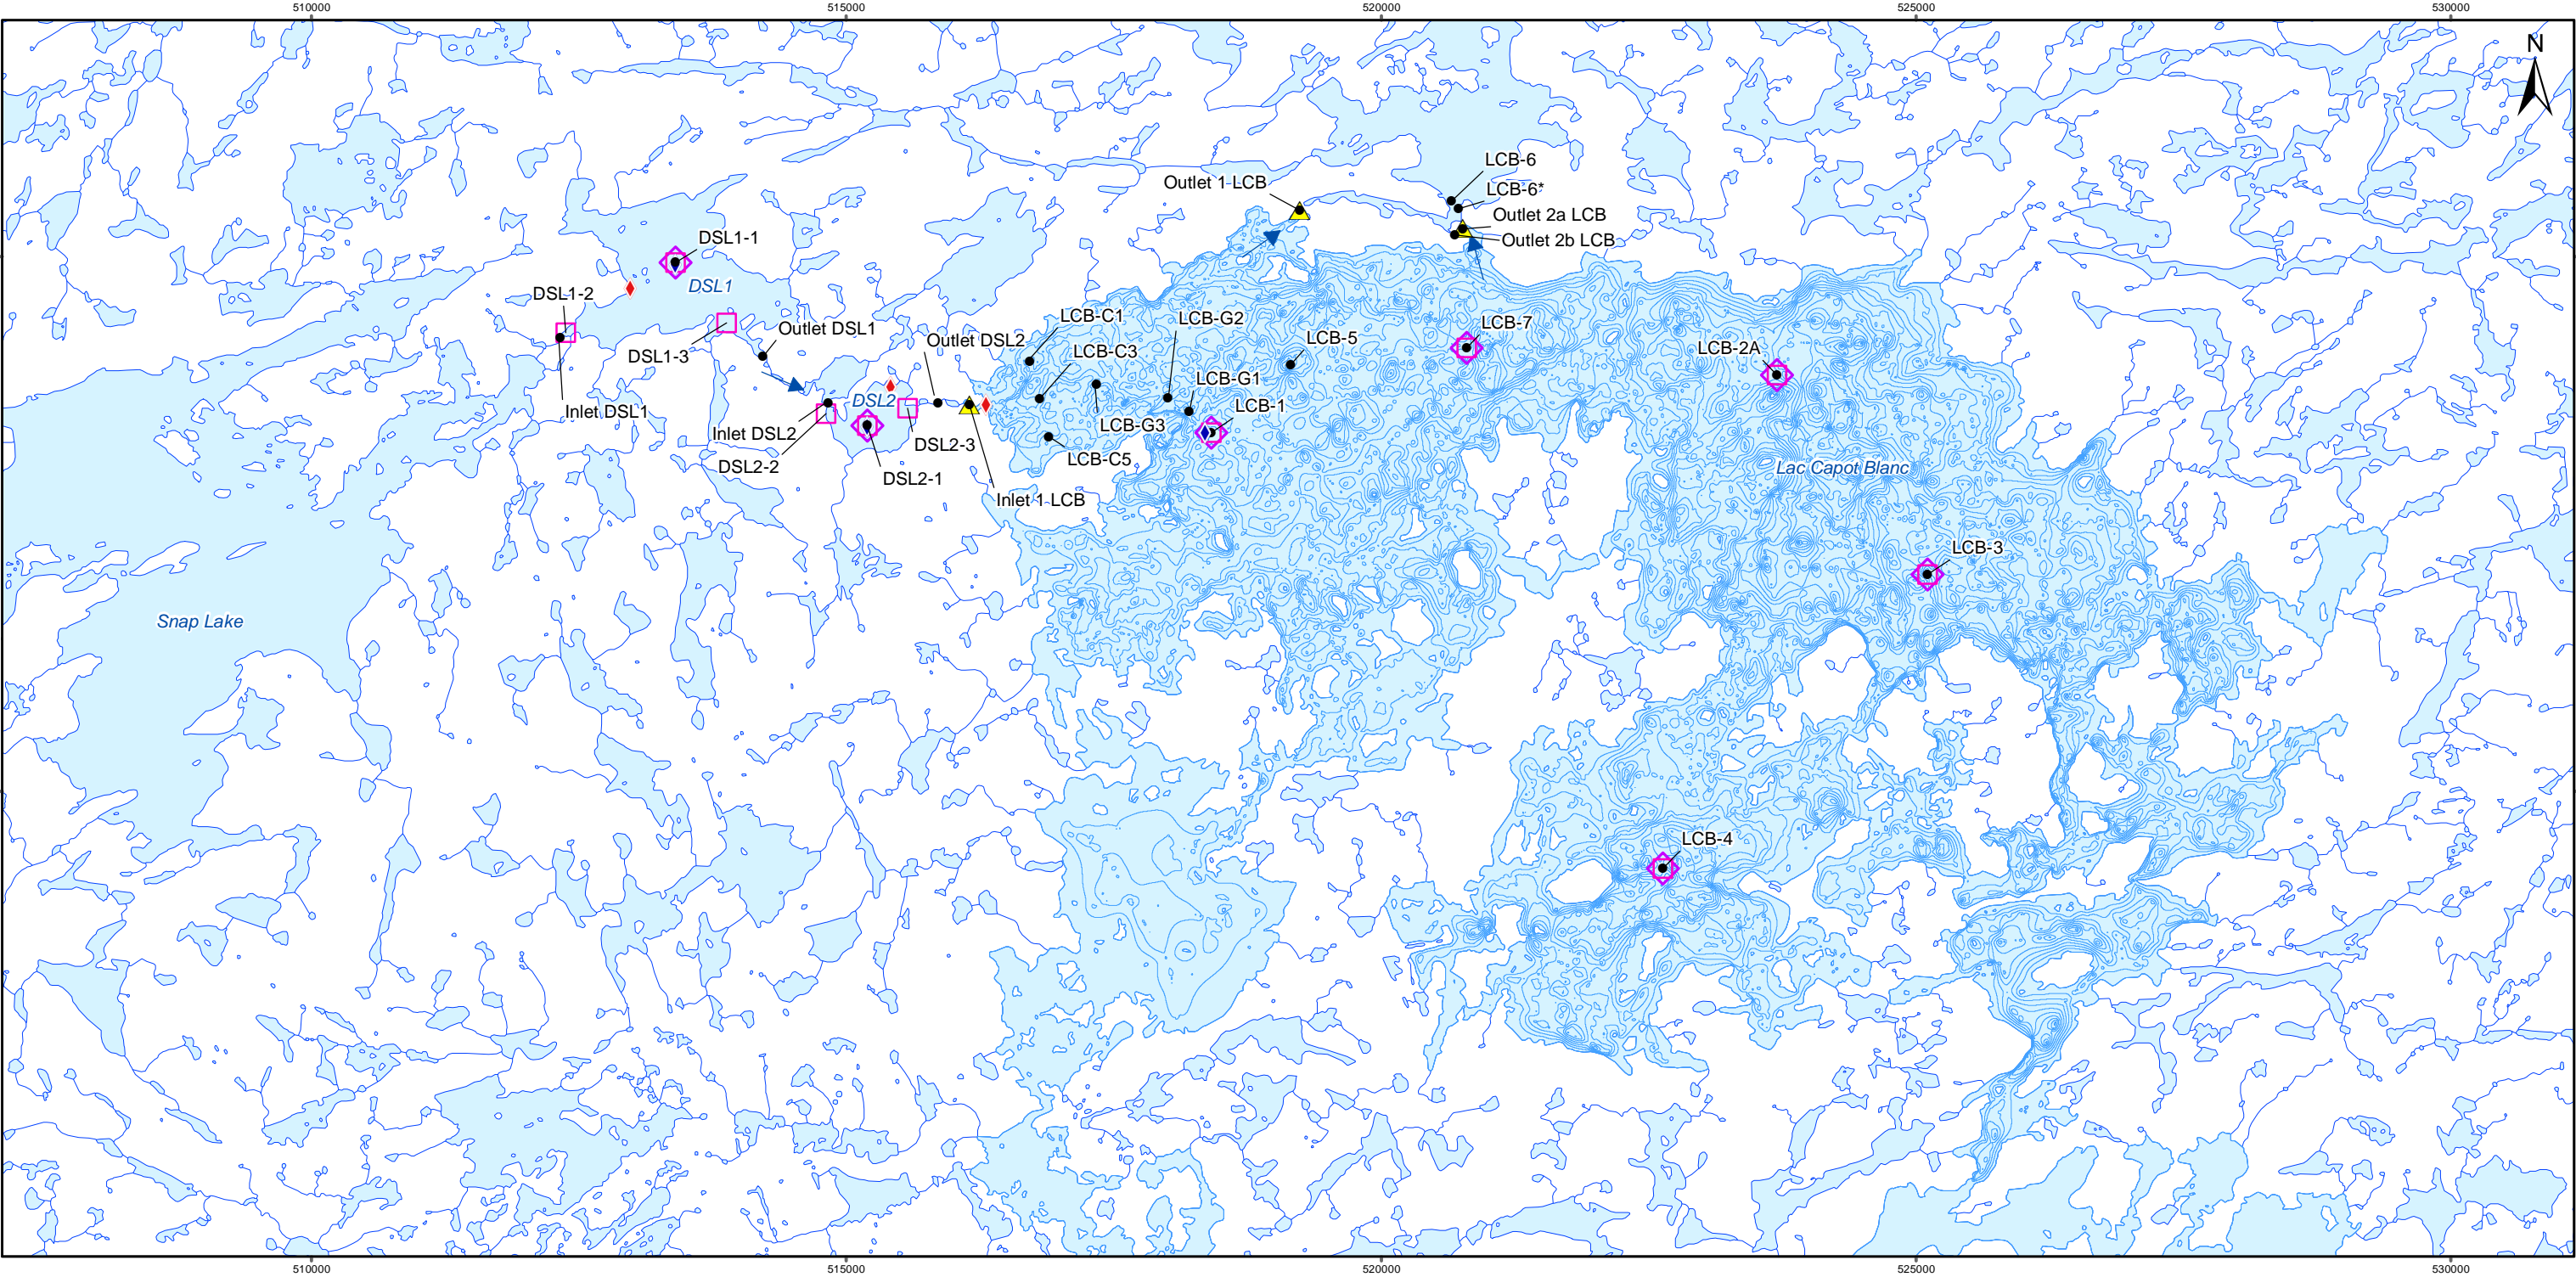 510000
515000
520000
525000
530000
N
LCB-6
Outlet 1 LCB
LCB-6*
Outlet 2a LCB
Outlet 2b LCB
DSL1-1
DSL1
DSL1-2
LCB-C1
LCB-G2
LCB-7
Outlet DSL1
Outlet DSL2
LCB-5
LCB-2A
DSL1-3
LCB-C3
LCB-G1
DSL2
LCB-1
Inlet DSL1
LCB-G3
Inlet DSL2
DSL2-3
LCB-C5
DSL2-2
Lac Capot Blanc
DSL2-1
Inlet 1 LCB
LCB-3
Snap Lake
LCB-4
510000
515000
520000
525000
530000